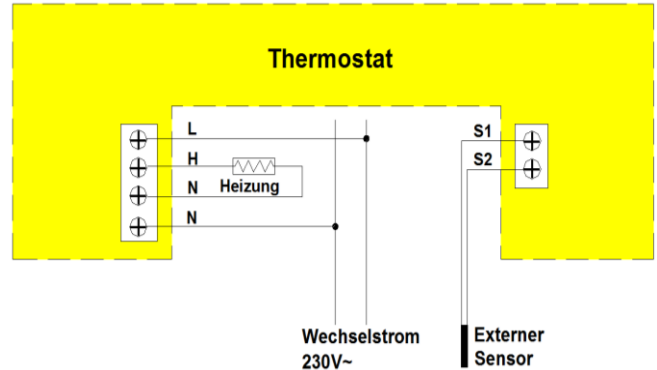 Thermostat
L
H
N
Heizung
N
S1
S2
Wechselstrom
230V~
Externer
Sensor